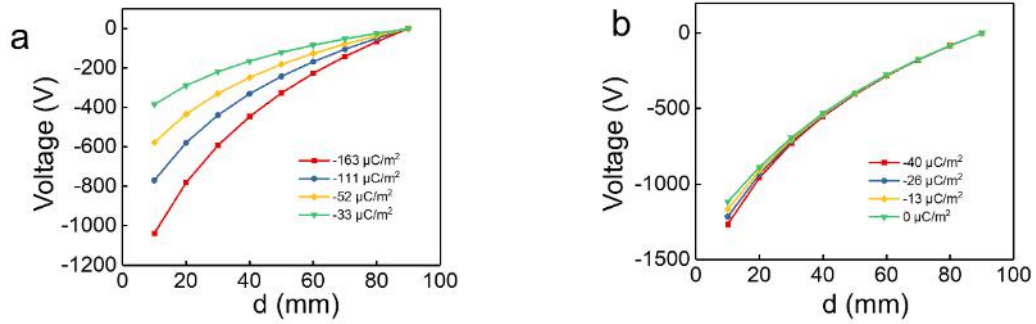 a
Voltage (V)
0
-200
-400
-600
-800
-1000
-1200
-163 μC/m²
-111 μC/m²
-52 μC/m²
-33 μC/m²
0 20 40 60 80 100
d (mm)
b
Voltage (V)
0
-500
-1000
-1500
-40 μC/m²
-26 μC/m²
-13 μC/m²
0 μC/m²
0 20 40 60 80 100
d (mm)